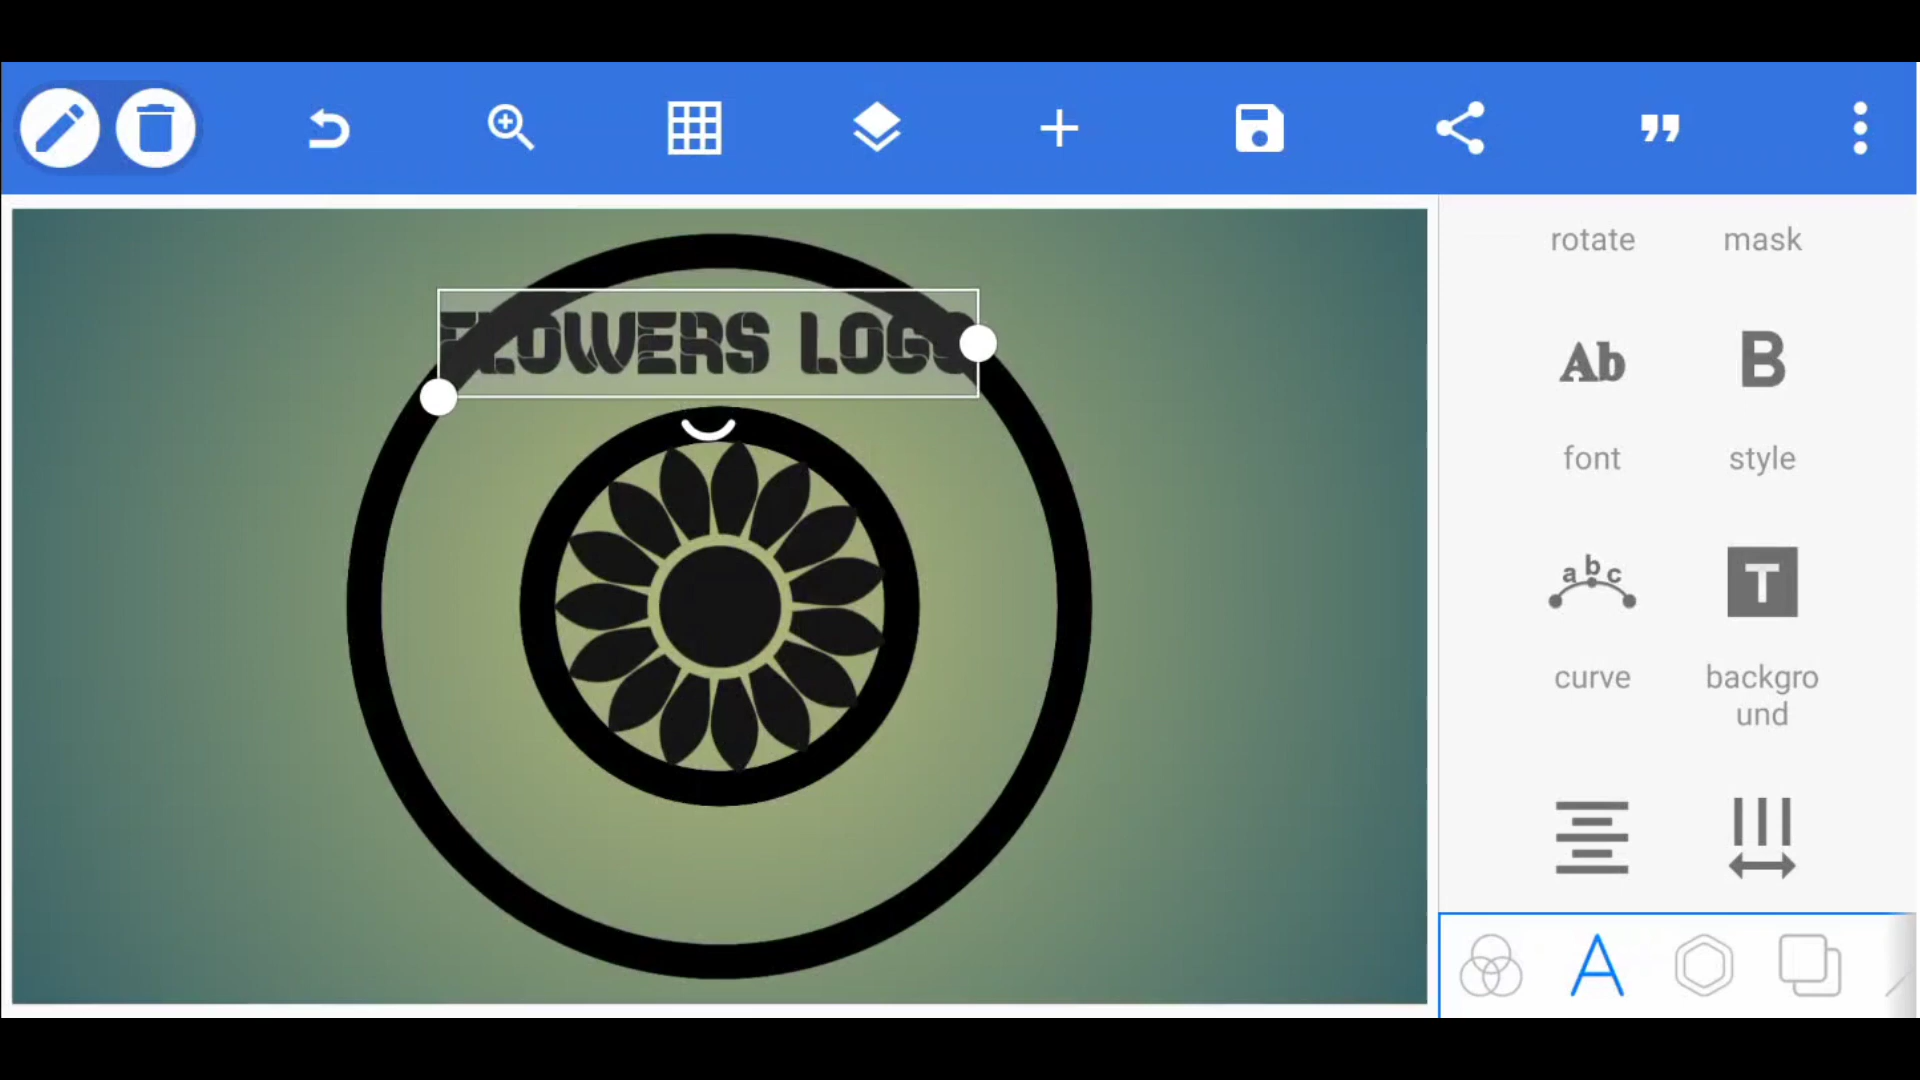 rotate mask
FLOWERS LOGO
Ab B
font style
abc T
curve backgro
und
A